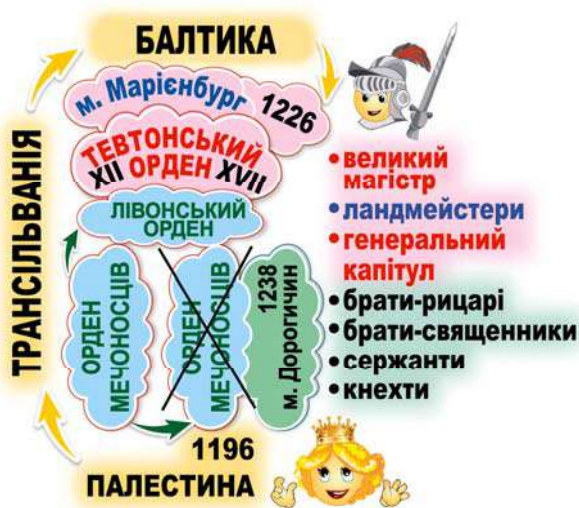 БАЛТИКА
м. Марієнбург
1226
ТЕВТОНСЬКИЙ
XII ОРДЕН XVII
ЛІВОНСЬКИЙ
ОРДЕН
ТРАНСІЛЬВАНІЯ
ОРДЕН
МЕЧОНОСЦІВ
ОРДЕН
МЕЧОНОСЦІВ
1238
м. Дорогичин
1196
ПАЛЕСТИНА
• великий
магістр
• ландмейстери
• генеральний
капітул
• брати-рицарі
• брати-священники
• сержанти
• кнехти